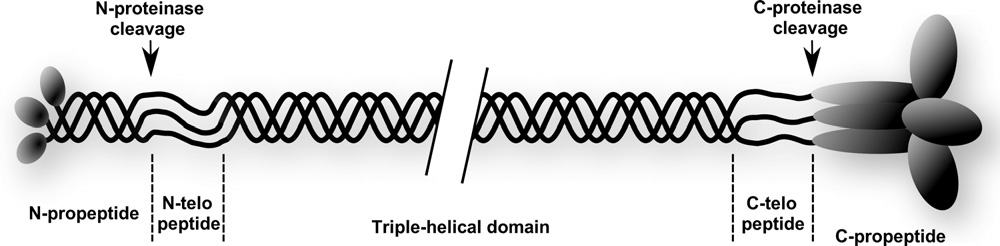 N-proteinase
cleavage
C-proteinase
cleavage
N-propeptide
N-telo
peptide
Triple-helical domain
C-telo
peptide
C-propeptide